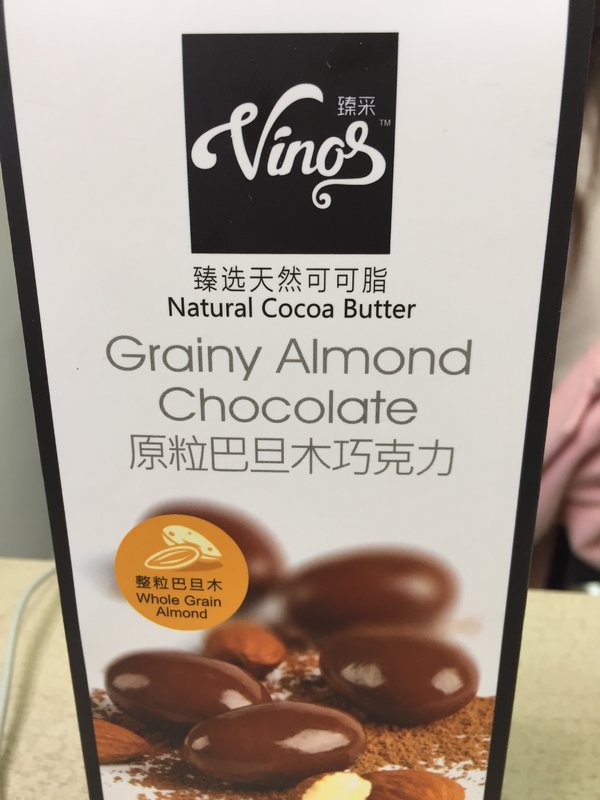 臻采
Vinos™
臻选天然可可脂
Natural Cocoa Butter
Grainy Almond
Chocolate
原粒巴旦木巧克力
整粒巴旦木
Whole Grain
Almond